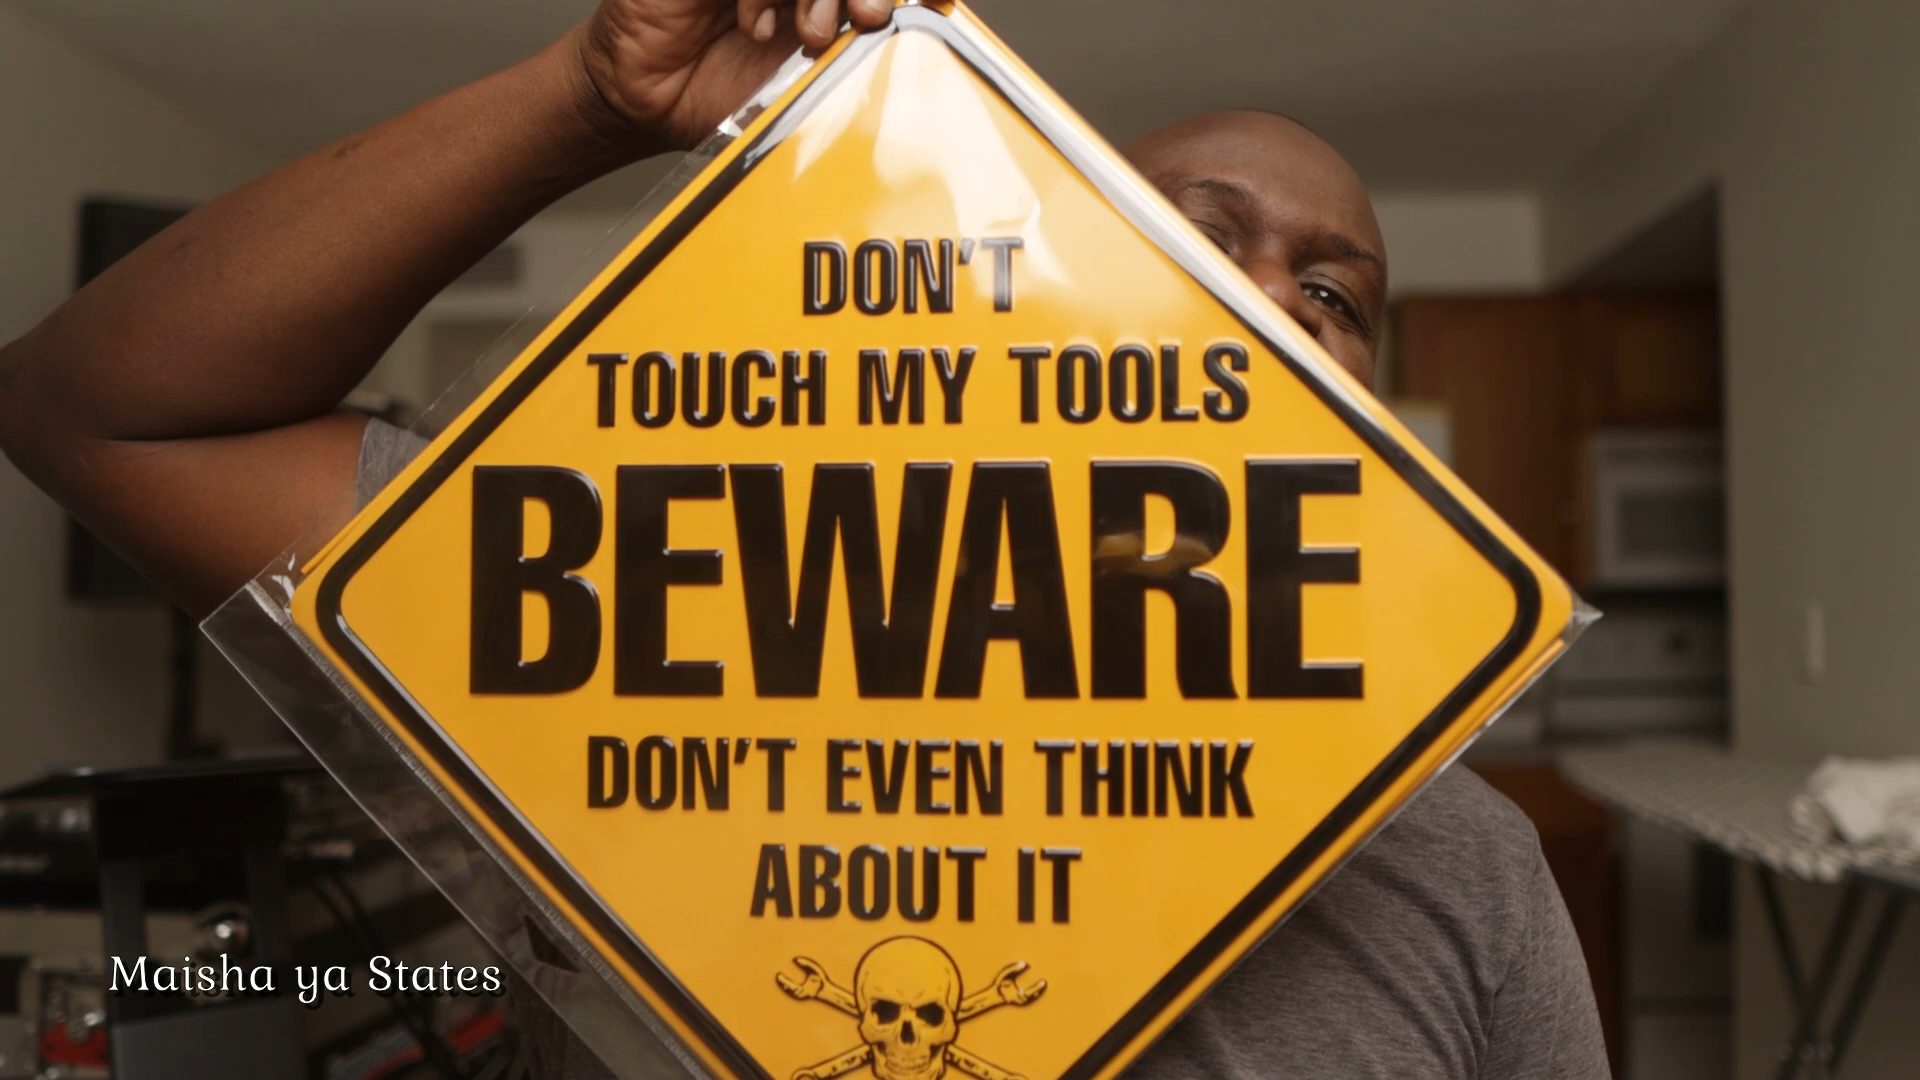 DON'T
TOUCH MY TOOLS
BEWARE
DON'T EVEN THINK
ABOUT IT
Maisha ya States